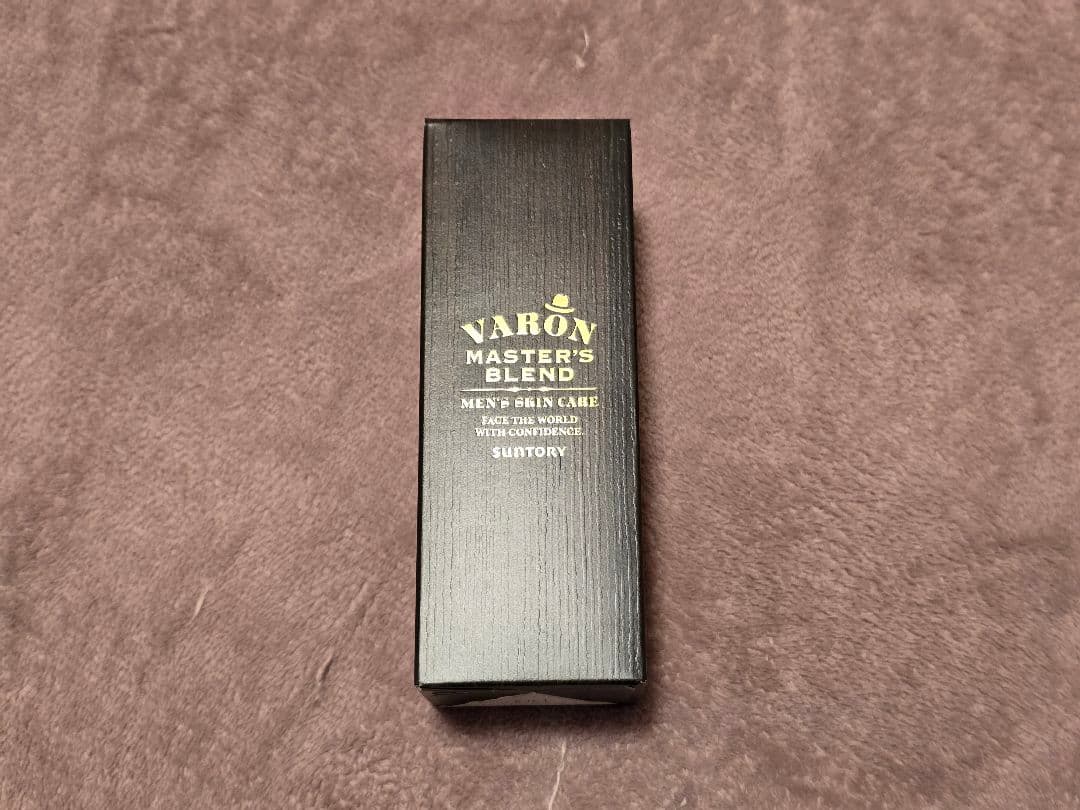 VARON
MASTER'S
BLEND
MEN'S SKIN CARE
FACE THE WORLD
WITH CONFIDENCE.
SUNTORY